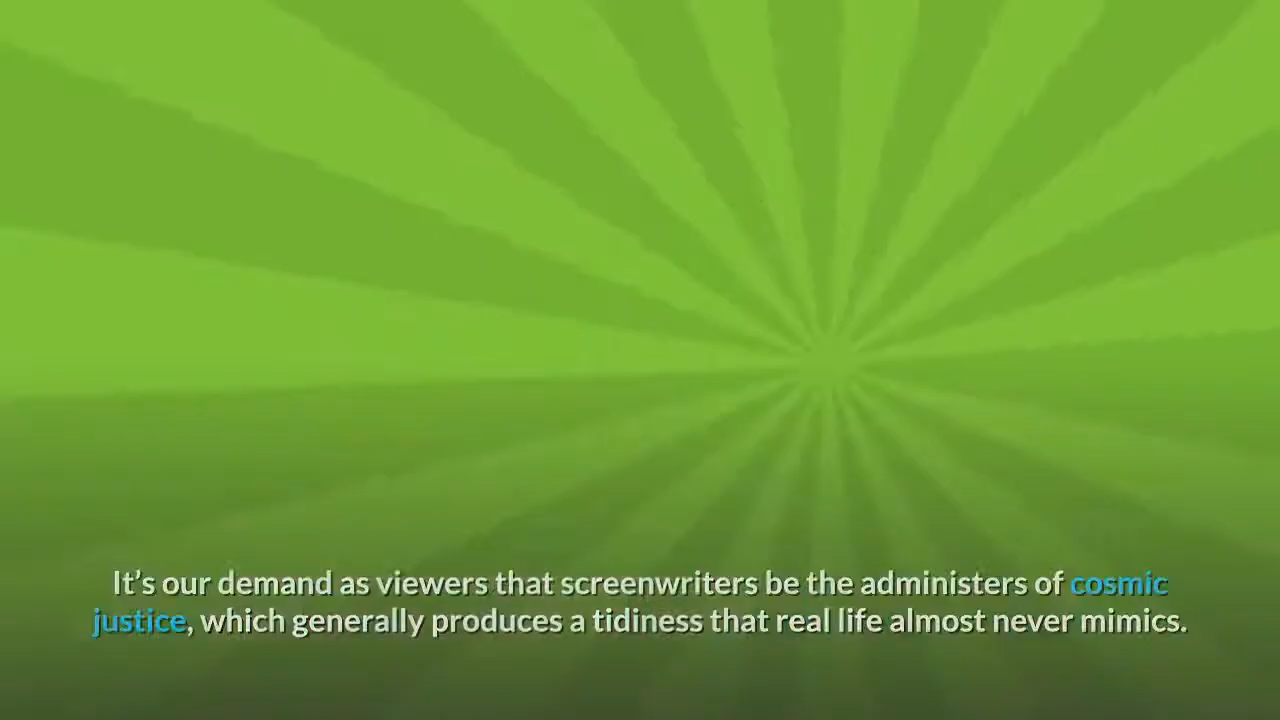 It's our demand as viewers that screenwriters be the administers of cosmic
justice, which generally produces a tidiness that real life almost never mimics.